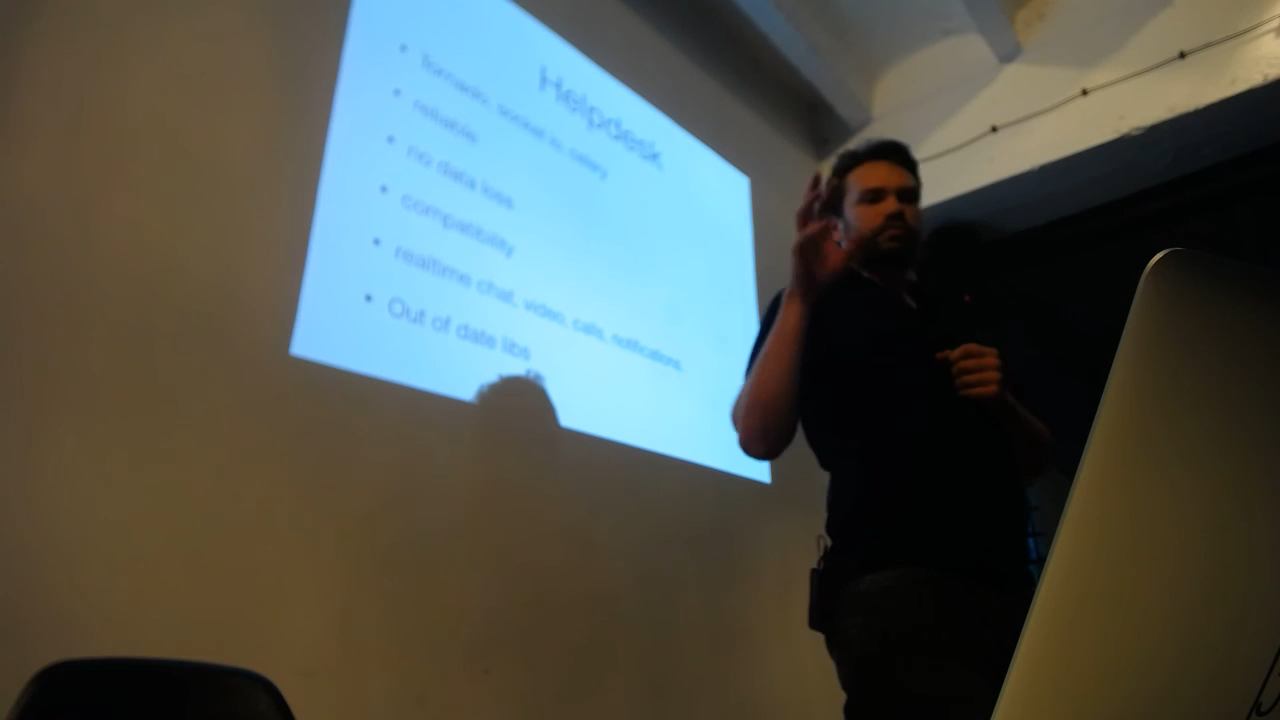 Helpdesk
• Tornado, socket io, celery
• reliable
• no data loss
• compatibility
• realtime chat, video, calls, notifications,
• Out of date libs